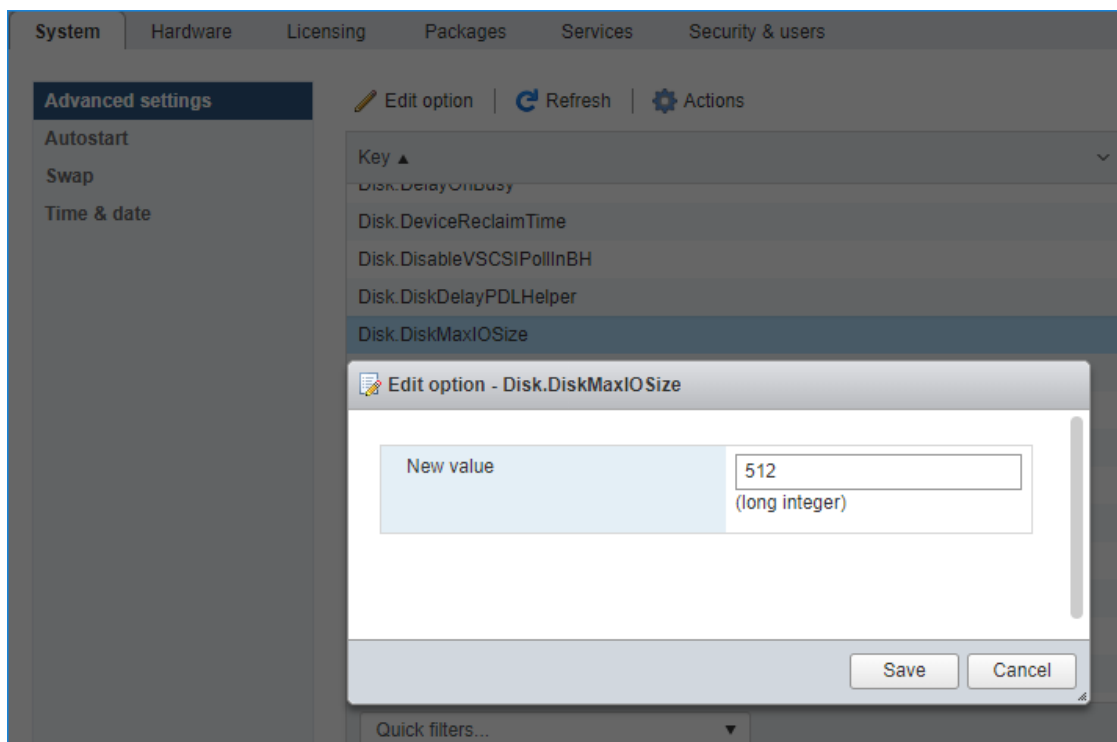 System Hardware Licensing Packages Services Security & users
Advanced settings
Autostart
Swap
Time & date
Edit option Refresh Actions
Key ▲
Disk.DelayOnBusy
Disk.DeviceReclaimTime
Disk.DisableVSCSIPollInBH
Disk.DiskDelayPDLHelper
Disk.DiskMaxIOSize
Edit option - Disk.DiskMaxIOSize
New value 512
(long integer)
Save Cancel
Quick filters...